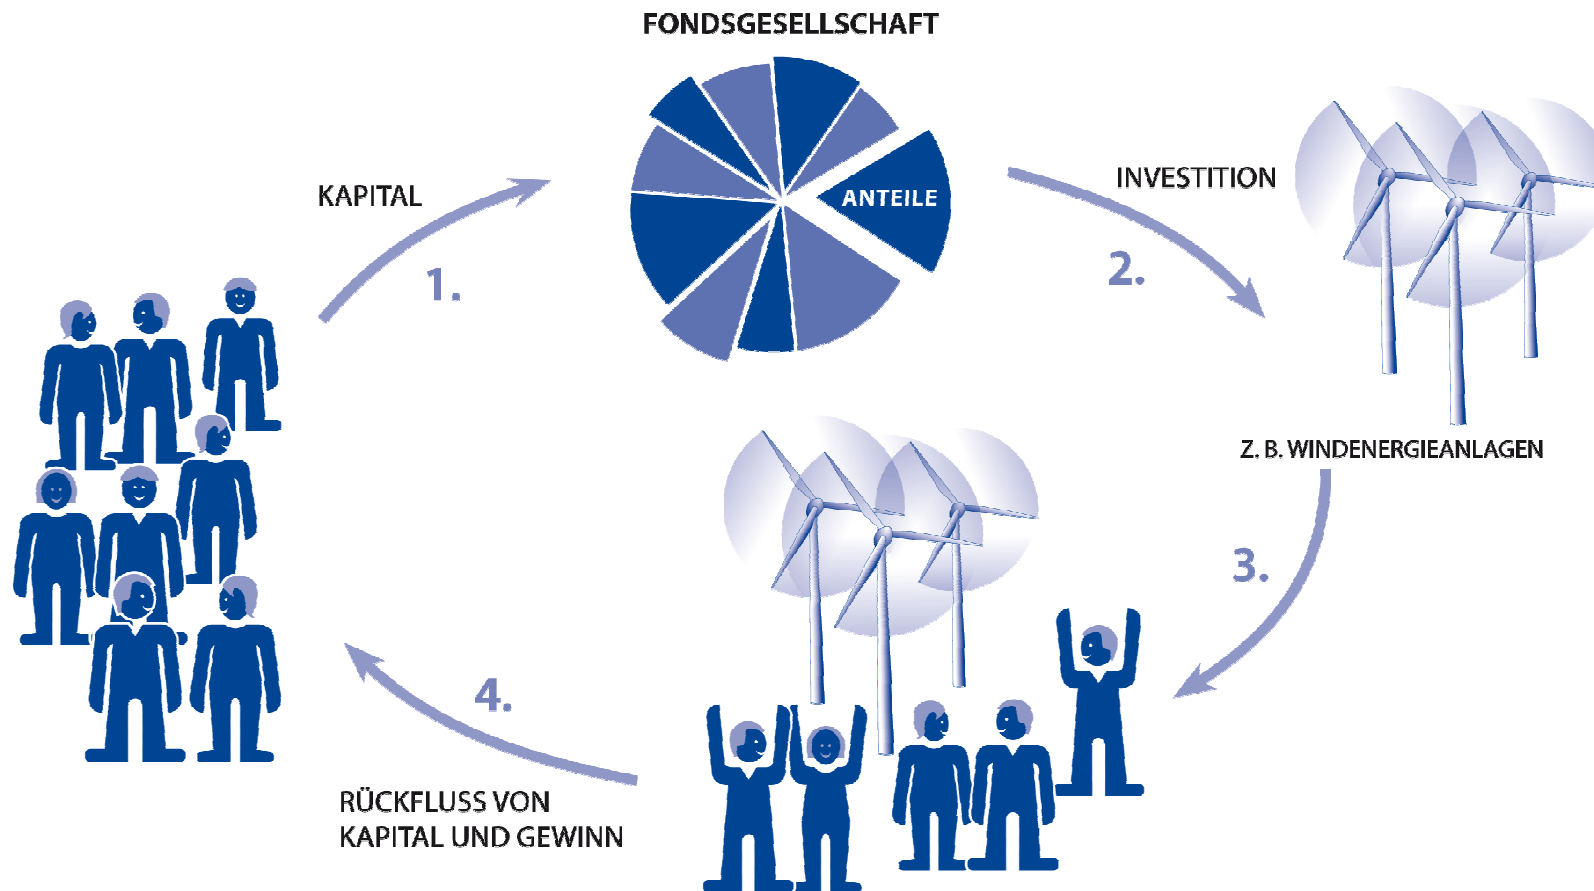 FONDSGESELLSCHAFT
KAPITAL
1.
ANTEILE
INVESTITION
2.
Z. B. WINDENERGIEANLAGEN
3.
4.
RÜCKFLUSS VON
KAPITAL UND GEWINN